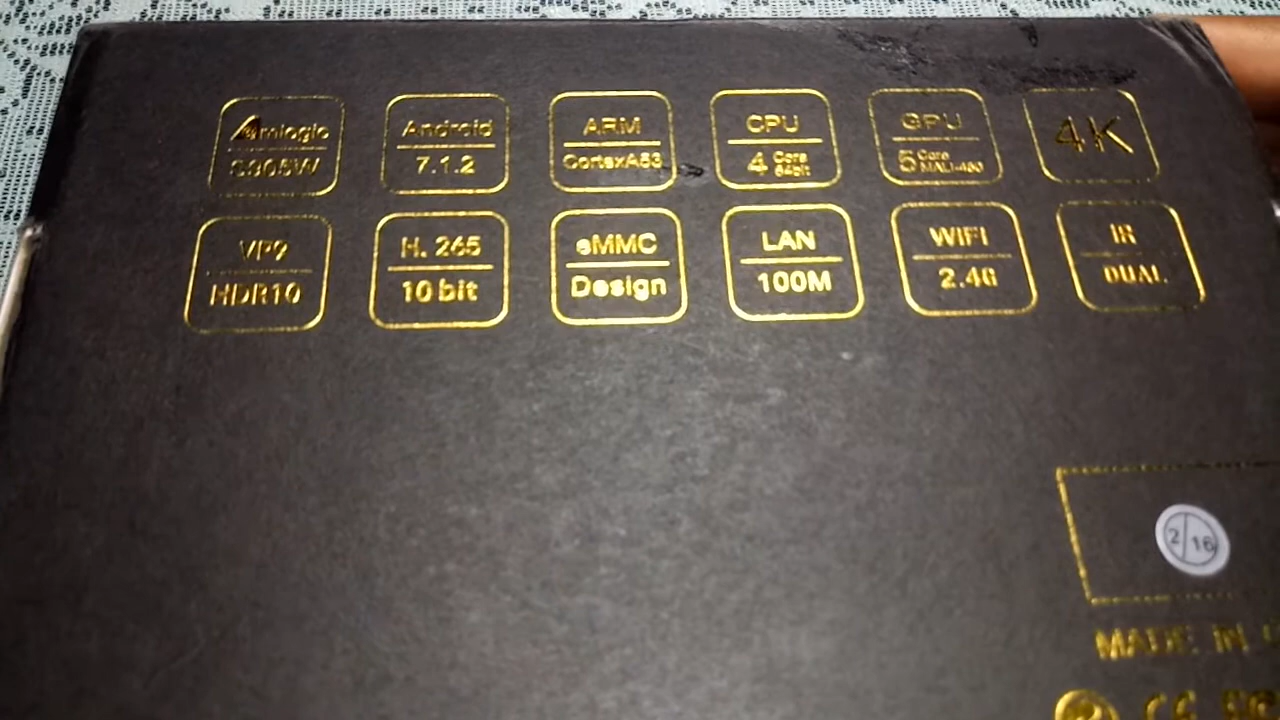 Amlogic
S905W
Android
7.1.2
ARM
CortexA53
CPU
4 Core 64bit
GPU
5 Core MALI-450
4K
VP9
HDR10
H. 265
10 bit
eMMC
Design
LAN
100M
WIFI
2.4G
IR
DUAL
2/16
MADE IN
CE